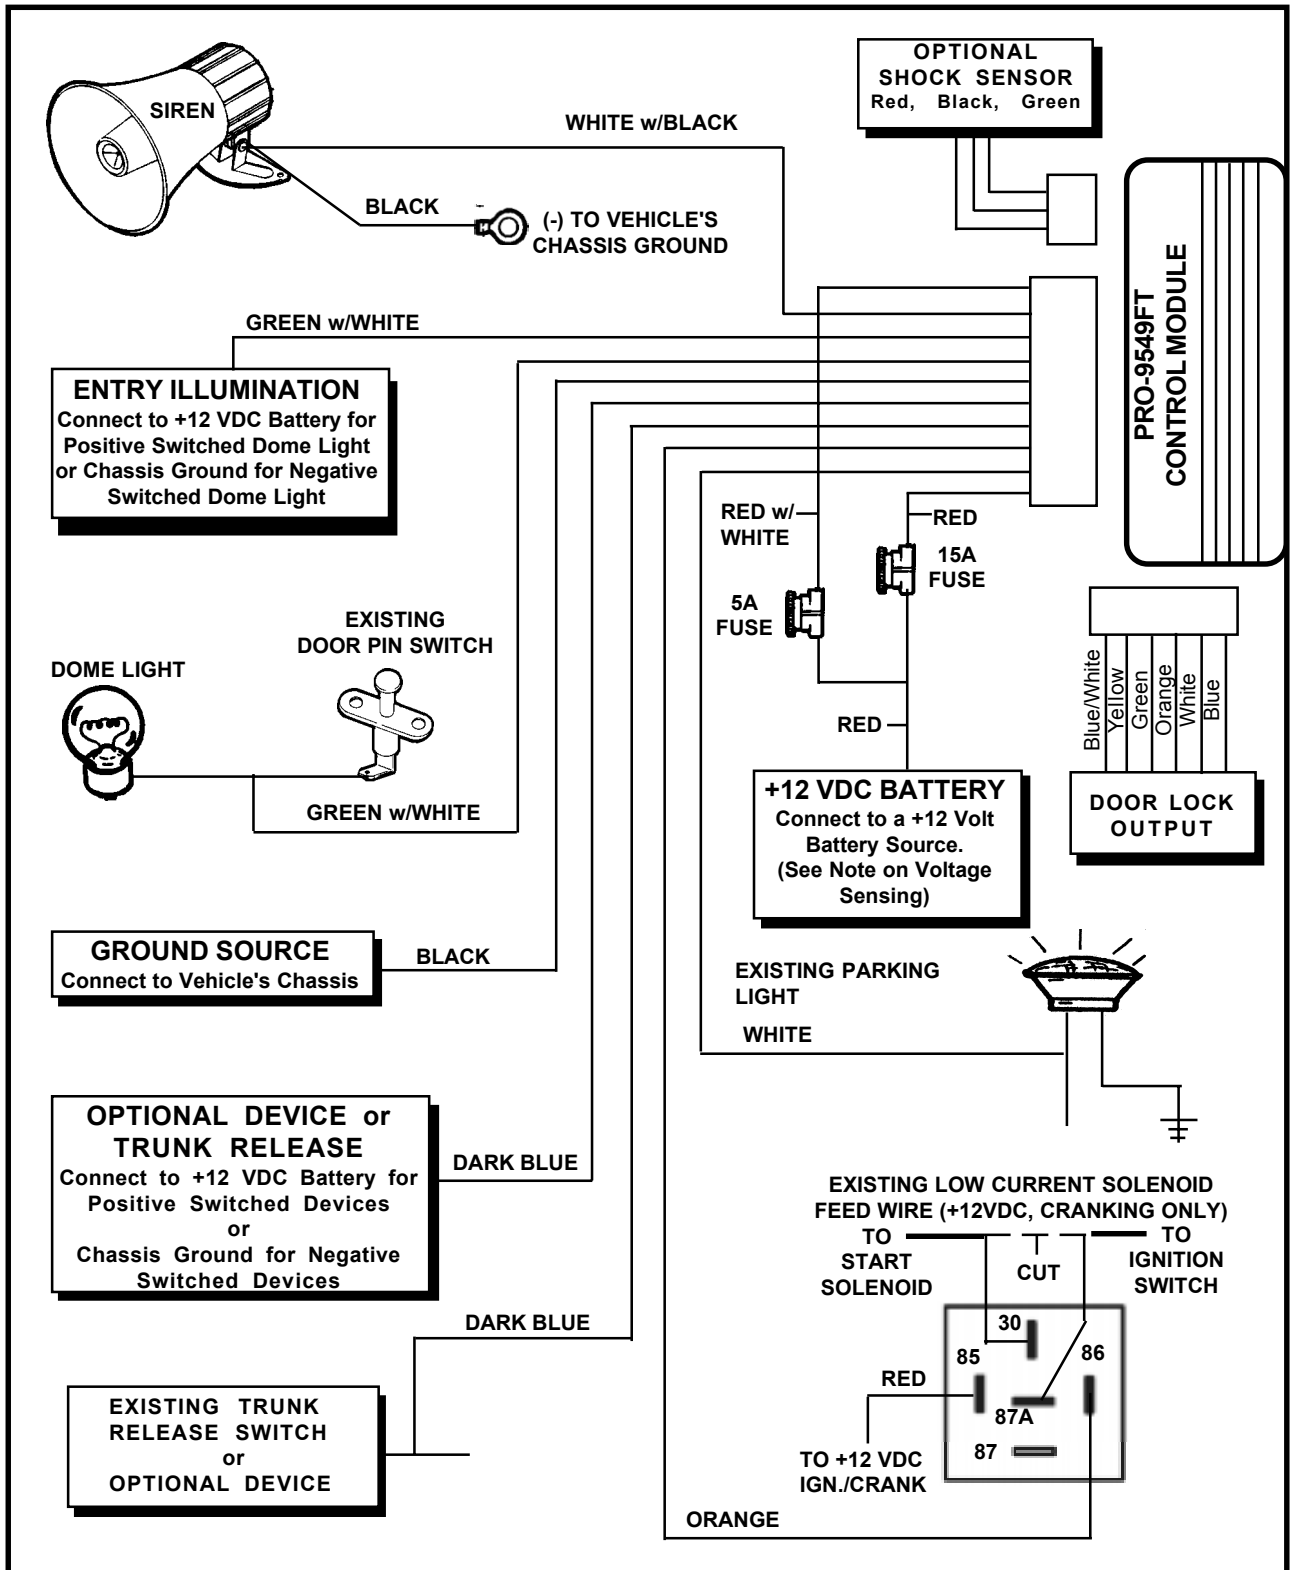 SIREN
WHITE w/BLACK
BLACK
(-) TO VEHICLE'S
CHASSIS GROUND
OPTIONAL
SHOCK SENSOR
Red, Black, Green
PRO-9549FT
CONTROL MODULE
GREEN w/WHITE
ENTRY ILLUMINATION
Connect to +12 VDC Battery for
Positive Switched Dome Light
or Chassis Ground for Negative
Switched Dome Light
RED w/
WHITE
RED
15A
FUSE
5A
FUSE
EXISTING
DOOR PIN SWITCH
DOME LIGHT
GREEN w/WHITE
RED
+12 VDC BATTERY
Connect to a +12 Volt
Battery Source.
(See Note on Voltage
Sensing)
Blue/White
Yellow
Green
Orange
White
Blue
DOOR LOCK
OUTPUT
GROUND SOURCE
Connect to Vehicle's Chassis
BLACK
EXISTING PARKING
LIGHT
WHITE
OPTIONAL DEVICE or
TRUNK RELEASE
Connect to +12 VDC Battery for
Positive Switched Devices
or
Chassis Ground for Negative
Switched Devices
DARK BLUE
EXISTING LOW CURRENT SOLENOID
FEED WIRE (+12VDC, CRANKING ONLY)
TO
START
SOLENOID
CUT
TO
IGNITION
SWITCH
DARK BLUE
30
85
86
87A
87
RED
TO +12 VDC
IGN./CRANK
EXISTING TRUNK
RELEASE SWITCH
or
OPTIONAL DEVICE
ORANGE